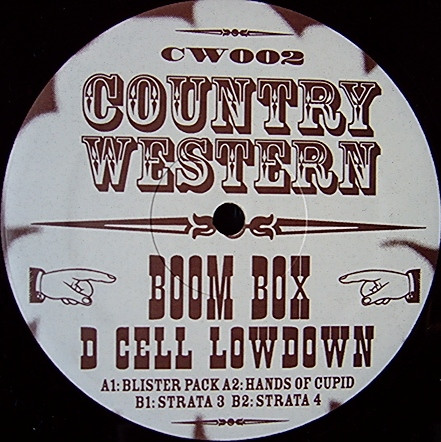 CW002
COUNTRY
WESTERN
BOOM BOX
D CELL LOWDOWN
A1: BLISTER PACK A2: HANDS OF CUPID
B1: STRATA 3 B2: STRATA 4